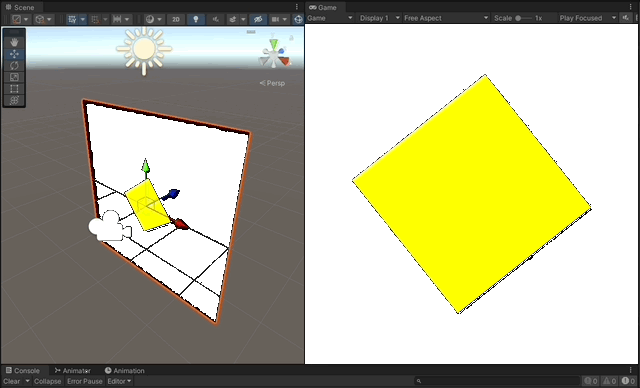 Scene
Game
2D
Game
Display 1
Free Aspect
Scale
1x
Play Focused
Persp
Console
Animator
Animation
Clear
Collapse
Error Pause
Editor
0
0
0